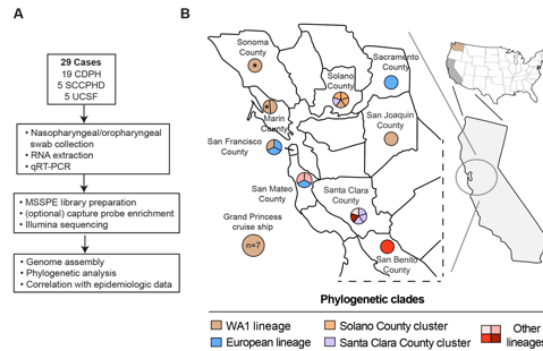 A
29 Cases
19 CDPH
5 SCCPHD
5 UCSF
• Nasopharyngeal/oropharyngeal
swab collection
• RNA extraction
• qRT-PCR
• MSSPE library preparation
• (optional) capture probe enrichment
• Illumina sequencing
• Genome assembly
• Phylogenetic analysis
• Correlation with epidemiologic data
B
Sonoma
County
Sacramento
County
Solano
County
Marin
County
San Joaquin
County
San Francisco
County
San Mateo
County
Santa Clara
County
Grand Princess
cruise ship
n=7
San Benito
County
Phylogenetic clades
WA1 lineage
Solano County cluster
Other
lineages
European lineage
Santa Clara County cluster